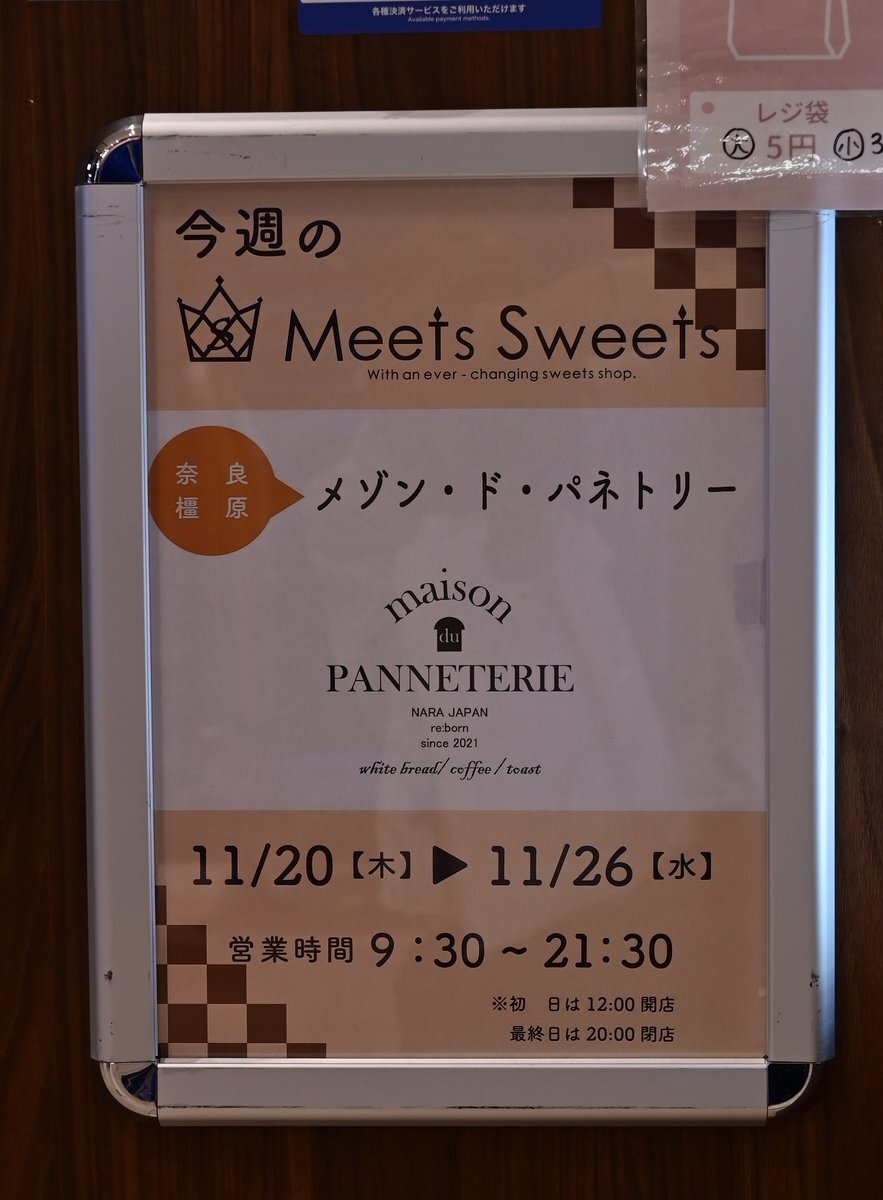 各種決済サービスをご利用いただけます
Available payment methods.
レジ袋
大 5円 小 3
今週の
Meets Sweets
With an ever - changing sweets shop.
奈良
橿原
メゾン・ド・パネトリー
maison
du
PANNETERIE
NARA JAPAN
re:born
since 2021
white bread/ coffee / toast
11/20【木】▶11/26【水】
営業時間 9:30~21:30
※初 日は 12:00 開店
最終日は 20:00 閉店